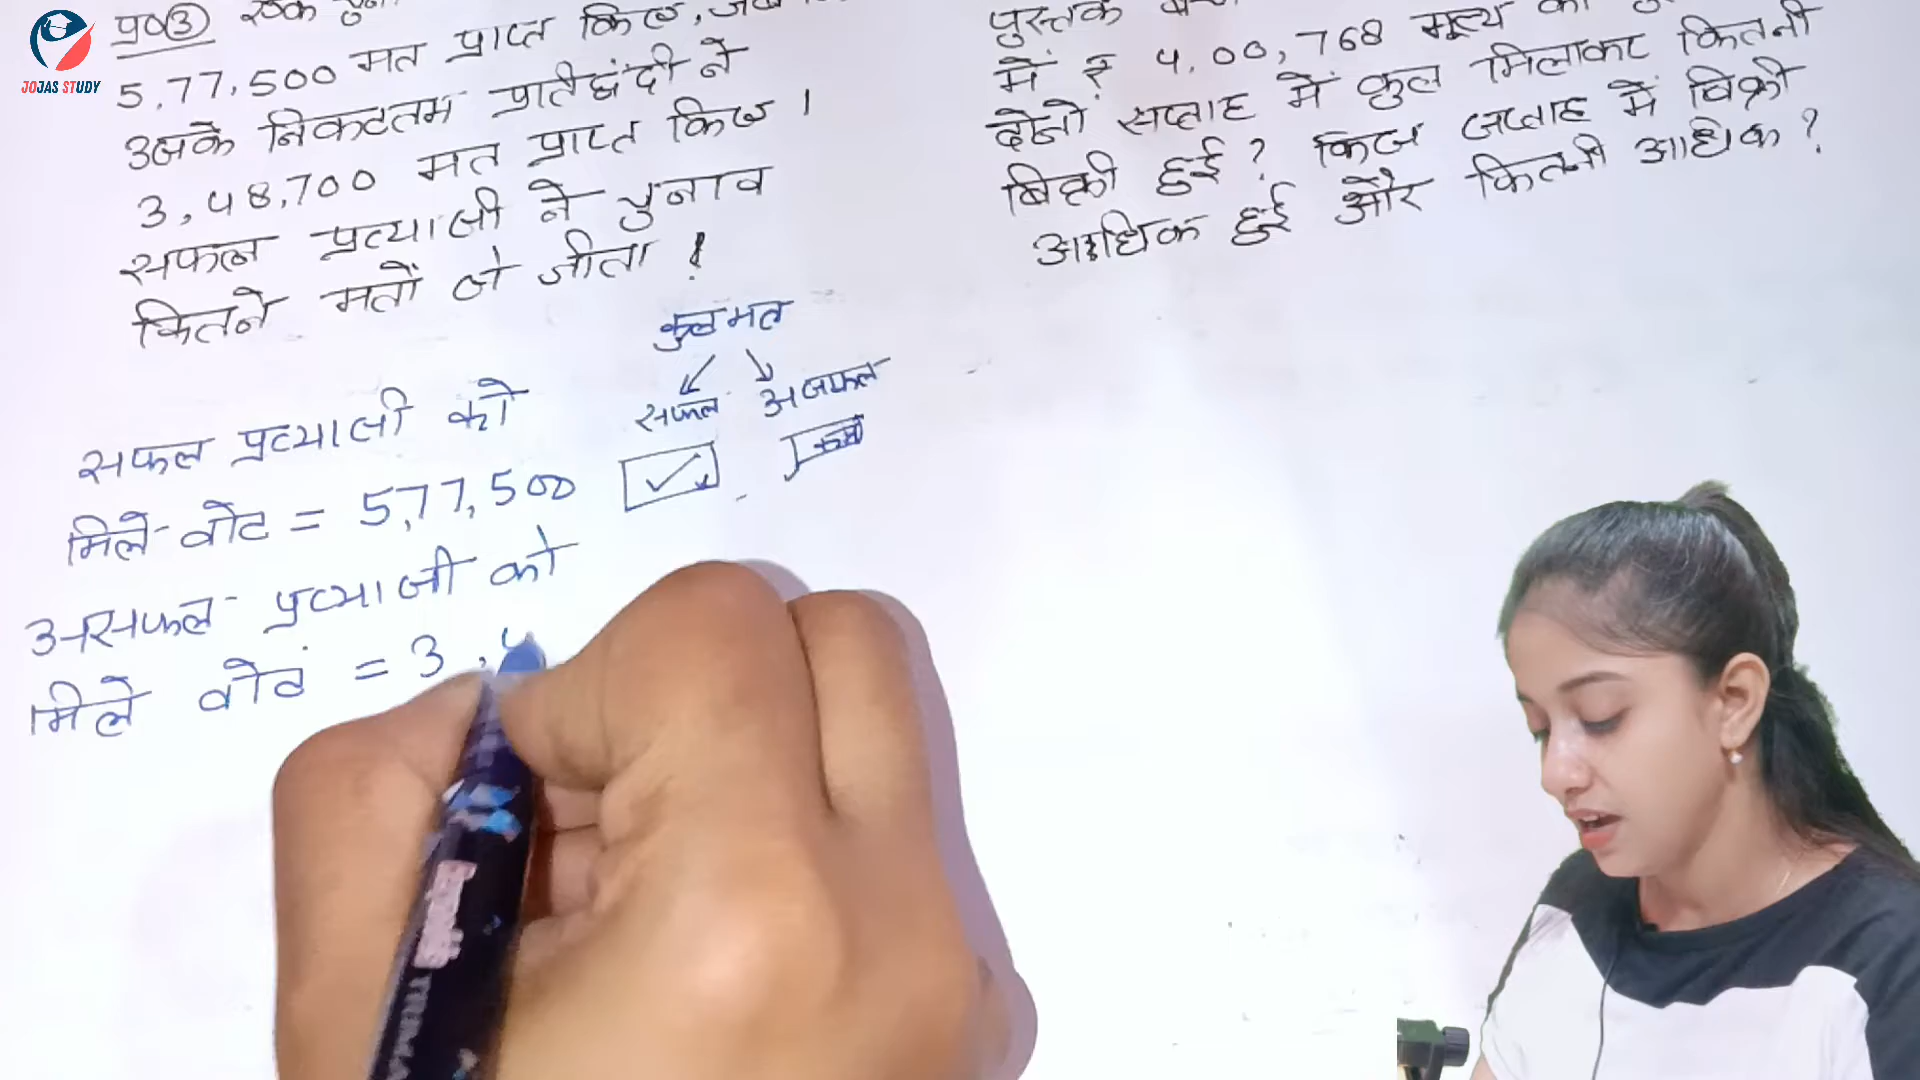 JOJAS STUDY
प्र०③ एक
5,77,500 मत प्राप्त किए,
उसके निकटतम प्रतिद्वंदी ने
3,48,700 मत प्राप्त किए।
सफल प्रत्याशी ने चुनाव
कितने मतों से जीता?
कुल मत
सफल असफल
सफल प्रत्याशी को
मिले वोट = 5,77,500
असफल प्रत्याशी को
मिले वोट = 3,4
पुस्तक
में ₹ 4,00,768 मूल्य की
दोनों सप्ताह में कुल मिलाकर कितनी
बिक्री हुई? किस सप्ताह में बिक्री
अधिक हुई और कितनी अधिक?